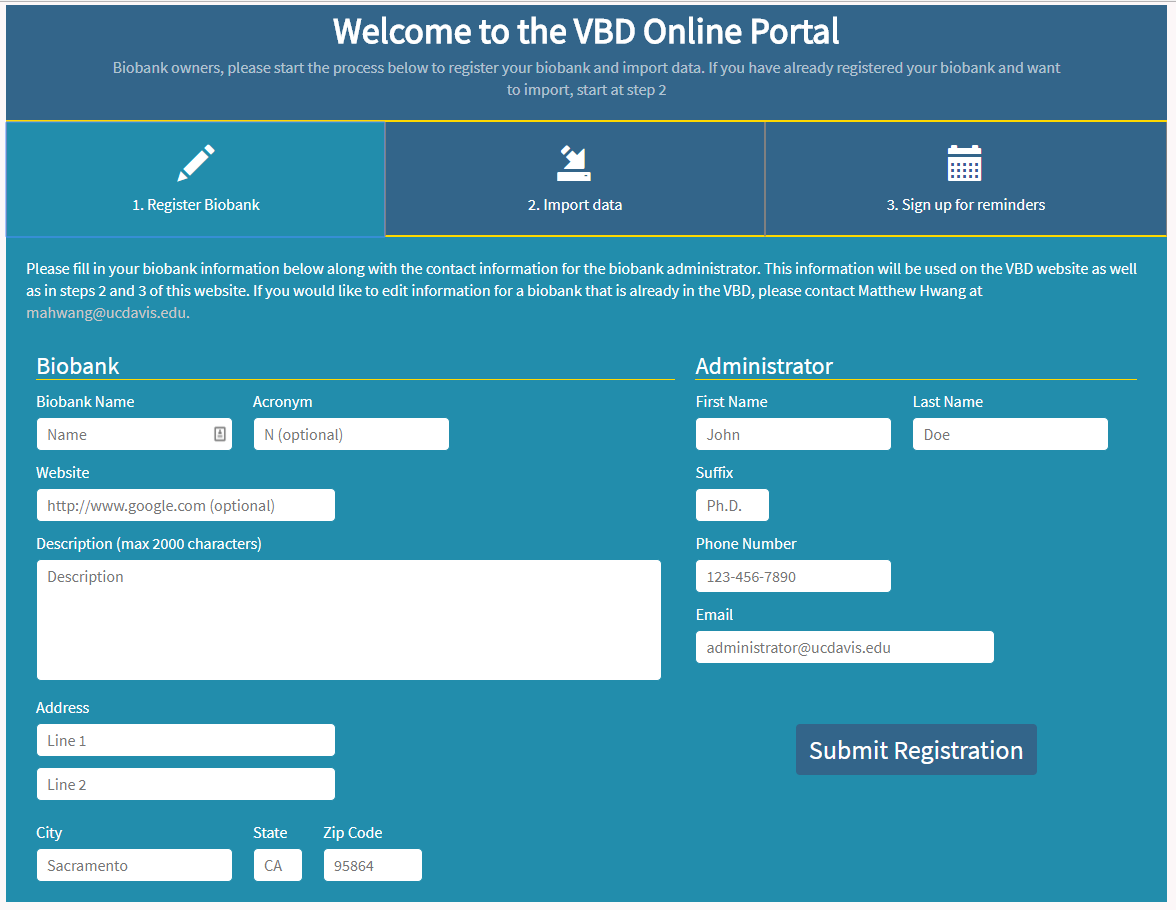 Welcome to the VBD Online Portal
Biobank owners, please start the process below to register your biobank and import data. If you have already registered your biobank and want
to import, start at step 2
1. Register Biobank
2. Import data
3. Sign up for reminders
Please fill in your biobank information below along with the contact information for the biobank administrator. This information will be used on the VBD website as well
as in steps 2 and 3 of this website. If you would like to edit information for a biobank that is already in the VBD, please contact Matthew Hwang at
mahwang@ucdavis.edu.
Biobank
Biobank Name
Acronym
Name
N (optional)
Website
http://www.google.com (optional)
Description (max 2000 characters)
Description
Address
Line 1
Line 2
City
State
Zip Code
Sacramento
CA
95864
Administrator
First Name
Last Name
John
Doe
Suffix
Ph.D.
Phone Number
123-456-7890
Email
administrator@ucdavis.edu
Submit Registration